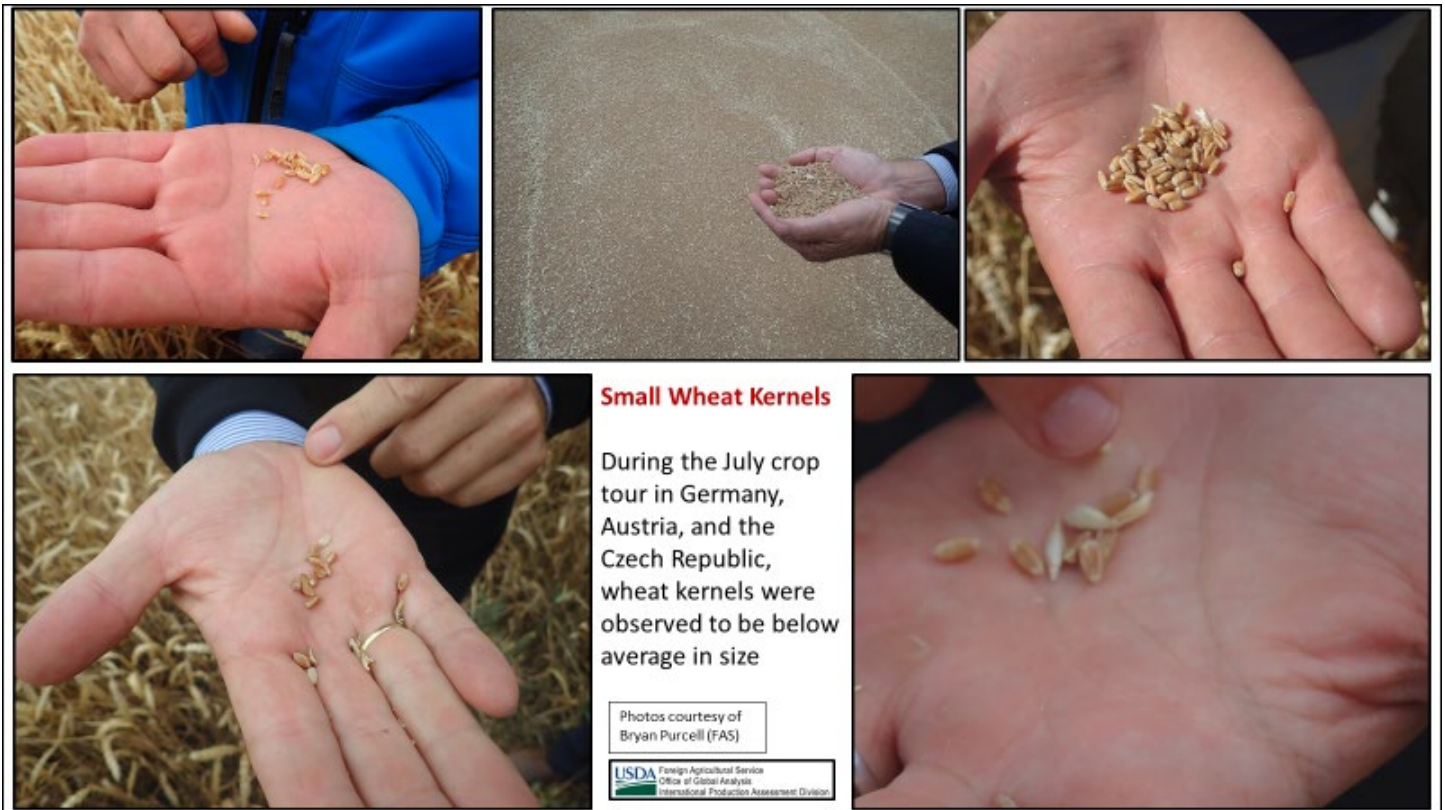 Small Wheat Kernels
During the July crop
tour in Germany,
Austria, and the
Czech Republic,
wheat kernels were
observed to be below
average in size
Photos courtesy of
Bryan Purcell (FAS)
USDA
Foreign Agricultural Service
Office of Global Analysis
International Production Assessment Division